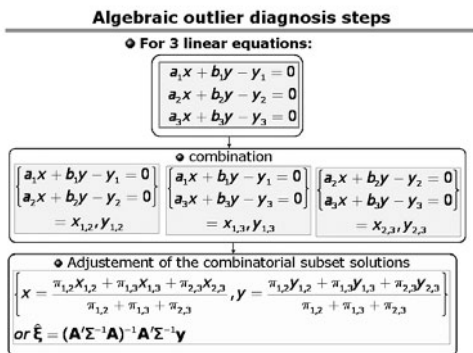 Algebraic outlier diagnosis steps
For 3 linear equations:
a₁x + b₁y − y₁ = 0
a₂x + b₂y − y₂ = 0
a₃x + b₃y − y₃ = 0
combination
{a₁x + b₁y − y₁ = 0} {a₁x + b₁y − y₁ = 0} {a₂x + b₂y − y₂ = 0}
{a₂x + b₂y − y₂ = 0} {a₃x + b₃y − y₃ = 0} {a₃x + b₃y − y₃ = 0}
= x₁,₂, y₁,₂ = x₁,₃, y₁,₃ = x₂,₃, y₂,₃
Adjustement of the combinatorial subset solutions
{x = (π₁,₂x₁,₂ + π₁,₃x₁,₃ + π₂,₃x₂,₃)/(π₁,₂ + π₁,₃ + π₂,₃), y = (π₁,₂y₁,₂ + π₁,₃y₁,₃ + π₂,₃y₂,₃)/(π₁,₂ + π₁,₃ + π₂,₃)}
or ξ̂ = (A′Σ⁻¹A)⁻¹A′Σ⁻¹y